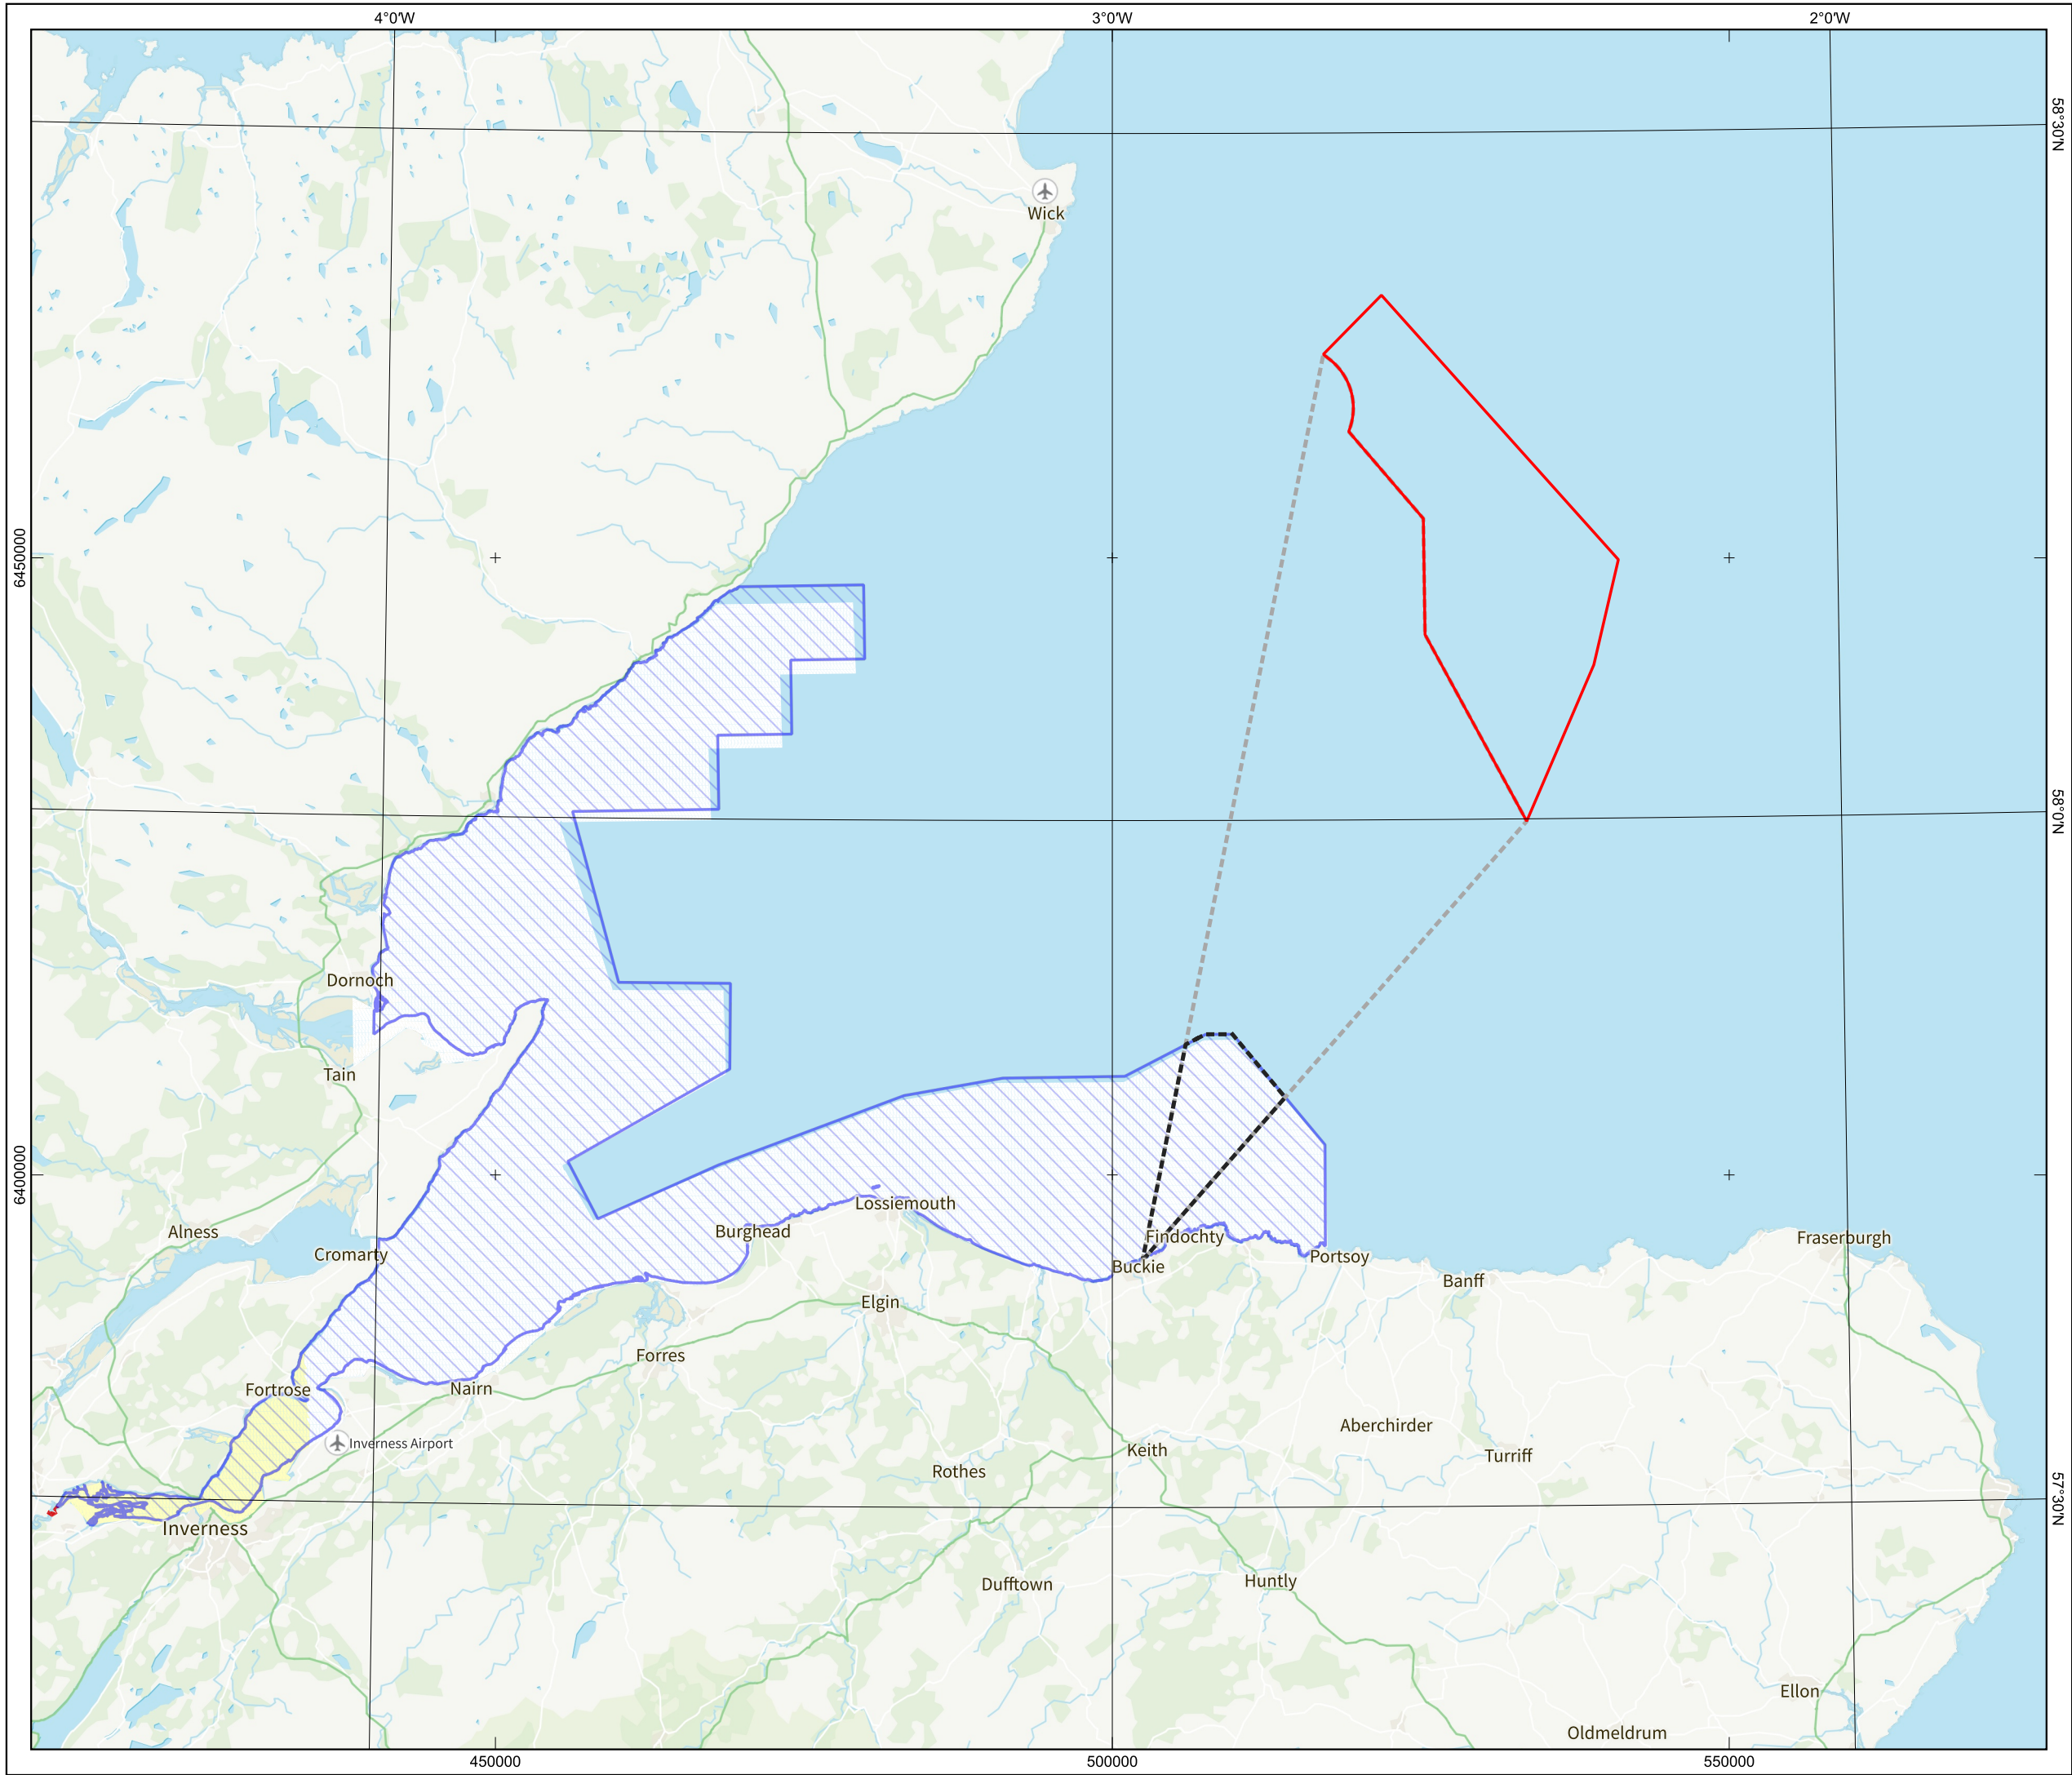 4°0'W
3°0'W
2°0'W
58°30'N
Wick
6450000
58°0'N
Dornoch
Tain
6400000
Lossiemouth
Alness
Burghead
Findochty
Fraserburgh
Cromarty
Portsoy
Buckie
Banff
Elgin
Forres
Fortrose
Nairn
Aberchirder
Inverness Airport
Keith
Turriff
Rothes
57°30'N
Inverness
Huntly
Dufftown
Ellon
Oldmeldrum
450000
500000
550000